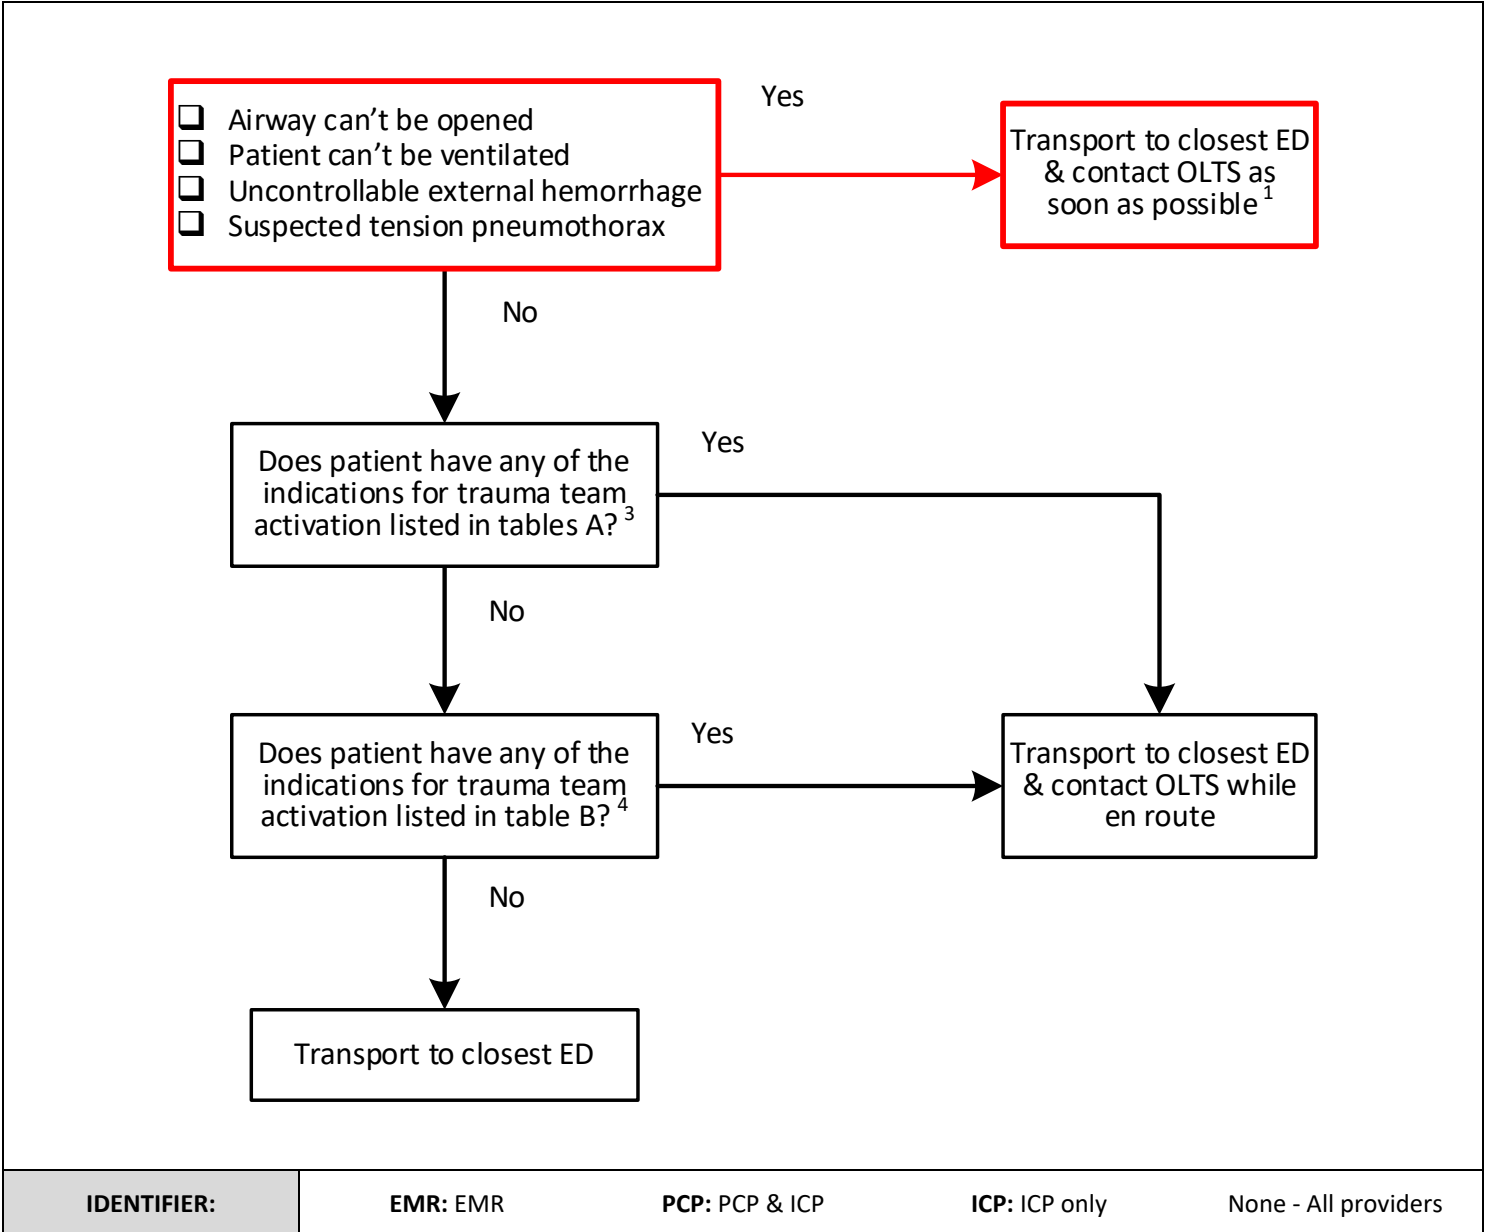 Yes
❑ Airway can't be opened
❑ Patient can't be ventilated
❑ Uncontrollable external hemorrhage
❑ Suspected tension pneumothorax
Transport to closest ED
& contact OLTS as
soon as possible 1
No
Yes
Does patient have any of the
indications for trauma team
activation listed in tables A? 3
No
Yes
Does patient have any of the
indications for trauma team
activation listed in table B? 4
Transport to closest ED
& contact OLTS while
en route
No
Transport to closest ED
IDENTIFIER: EMR: EMR PCP: PCP & ICP ICP: ICP only None - All providers